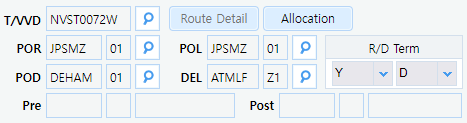 T/VVD NVST0072W Route Detail Allocation
POR JPSMZ 01 POL JPSMZ 01 R/D Term
POD DEHAM 01 DEL ATMLF Z1 Y D
Pre Post